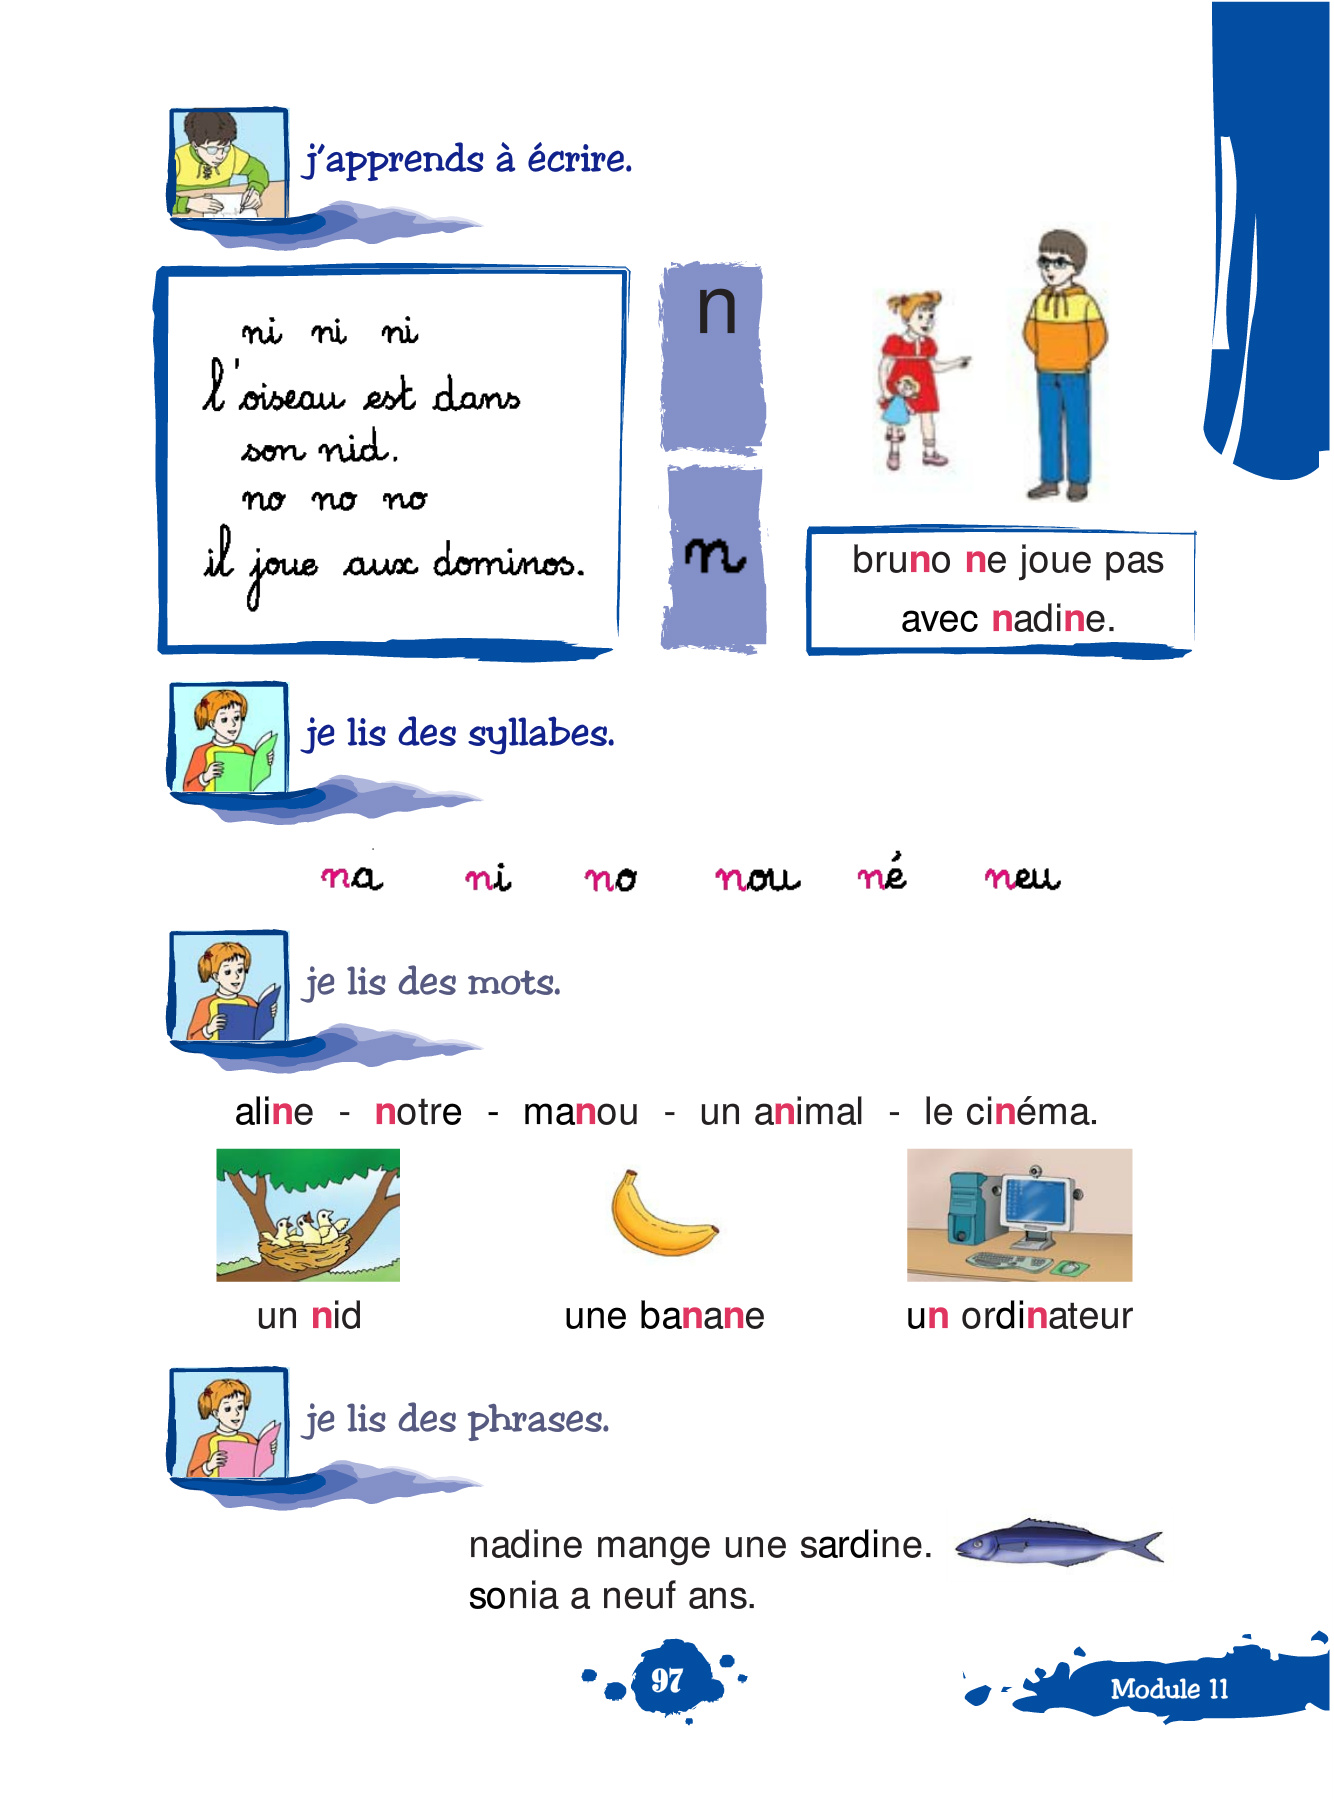 j'apprends à écrire.
ni ni ni
l'oiseau est dans
son nid.
no no no
il joue aux dominos.
n
n
bruno ne joue pas
avec nadine.
je lis des syllabes.
na ni no nou né neu
je lis des mots.
aline - notre - manou - un animal - le cinéma.
un nid une banane un ordinateur
je lis des phrases.
nadine mange une sardine.
sonia a neuf ans.
97
Module 11